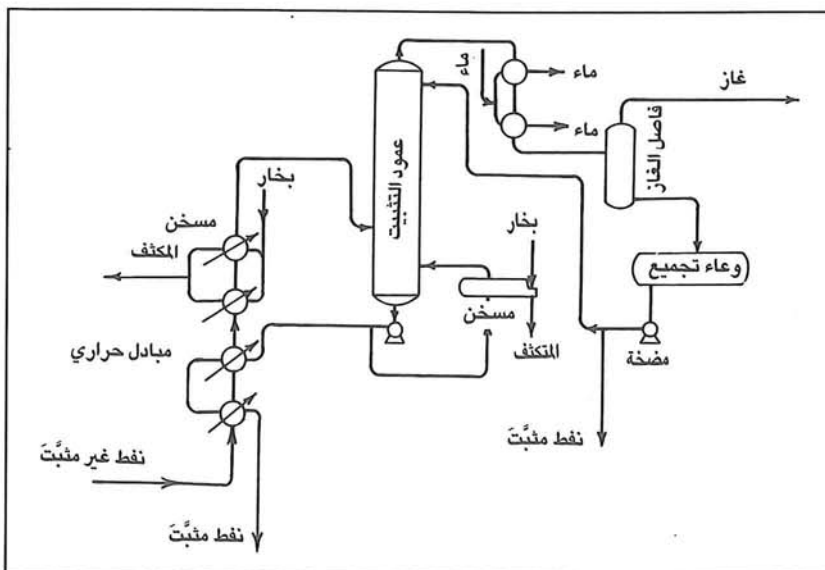 ماء
ماء
ماء
غاز
فاصل الغاز
عمود التثبيت
بخار
مسخن
المكثف
بخار
وعاء تجميع
مسخن
المتكثف
مضخة
مبادل حراري
نفط مثبَّتَ
نفط غير مثبَّتَ
نفط مثبَّتَ